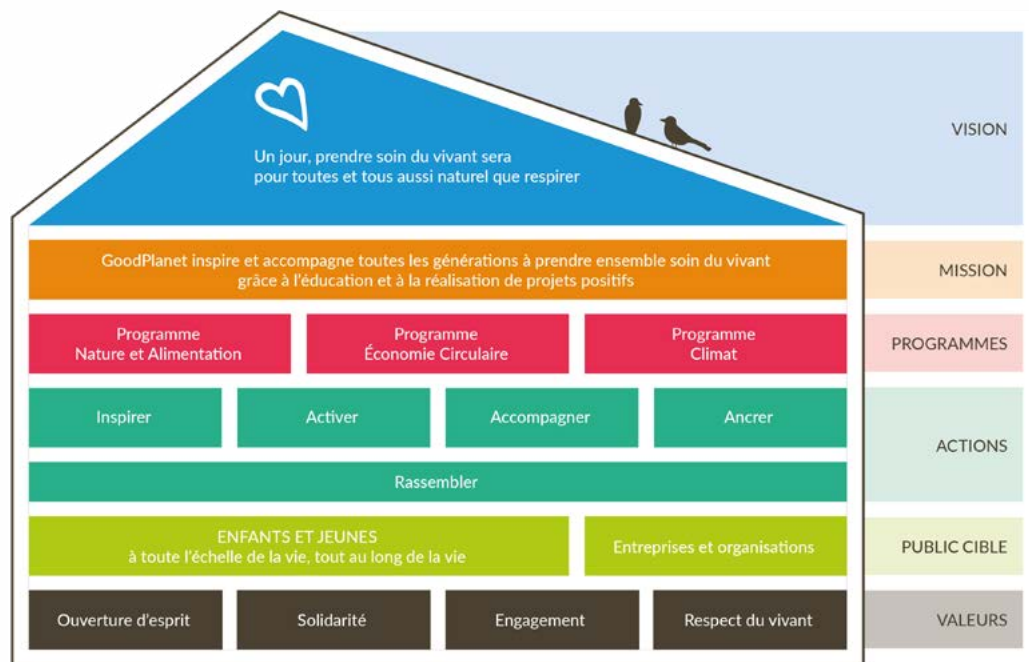 Un jour, prendre soin du vivant sera
pour toutes et tous aussi naturel que respirer
VISION
GoodPlanet inspire et accompagne toutes les générations à prendre ensemble soin du vivant
grâce à l'éducation et à la réalisation de projets positifs
MISSION
Programme
Nature et Alimentation
Programme
Économie Circulaire
Programme
Climat
PROGRAMMES
Inspirer
Activer
Accompagner
Ancrer
Rassembler
ACTIONS
ENFANTS ET JEUNES
à toute l'échelle de la vie, tout au long de la vie
Entreprises et organisations
PUBLIC CIBLE
Ouverture d'esprit
Solidarité
Engagement
Respect du vivant
VALEURS